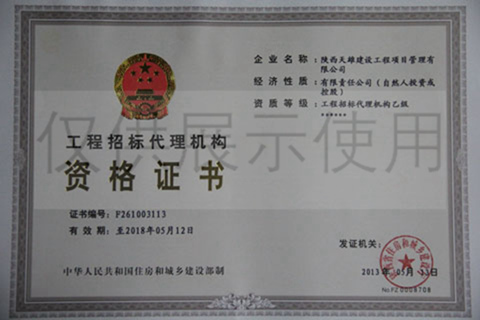 企业名称：陕西天雄建设工程项目管理有
限公司
经济性质：有限责任公司（自然人投资或
控股）
资质等级：工程招标代理机构乙级
*******
仅供展示使用
工程招标代理机构
资格证书
证书编号：F261003113
有效期：至2018年05月12日
发证机关：
2013年05月13日
中华人民共和国住房和城乡建设部制
No.FZ 0008708